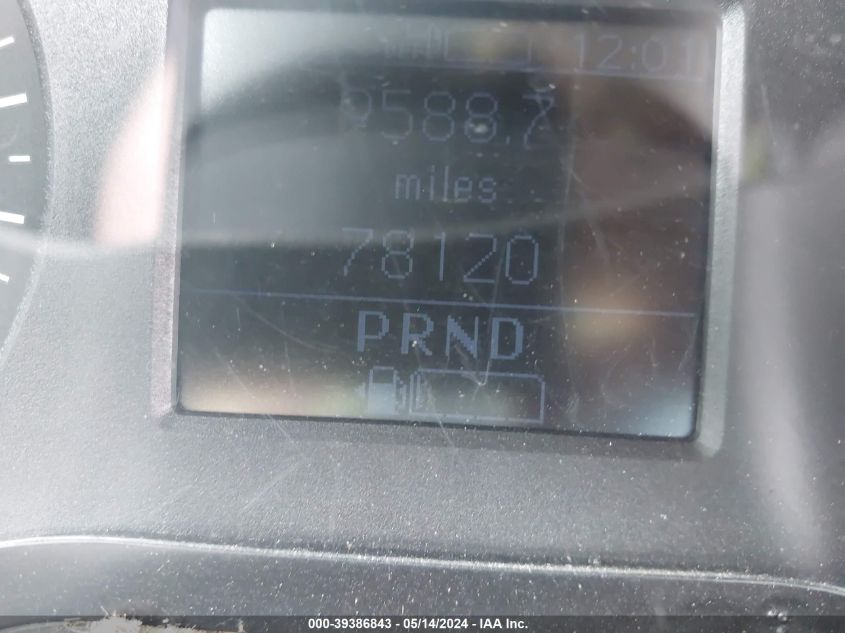 12:01
9588.7
miles
78120
PRND
000-39386843 - 05/14/2024 - IAA Inc.